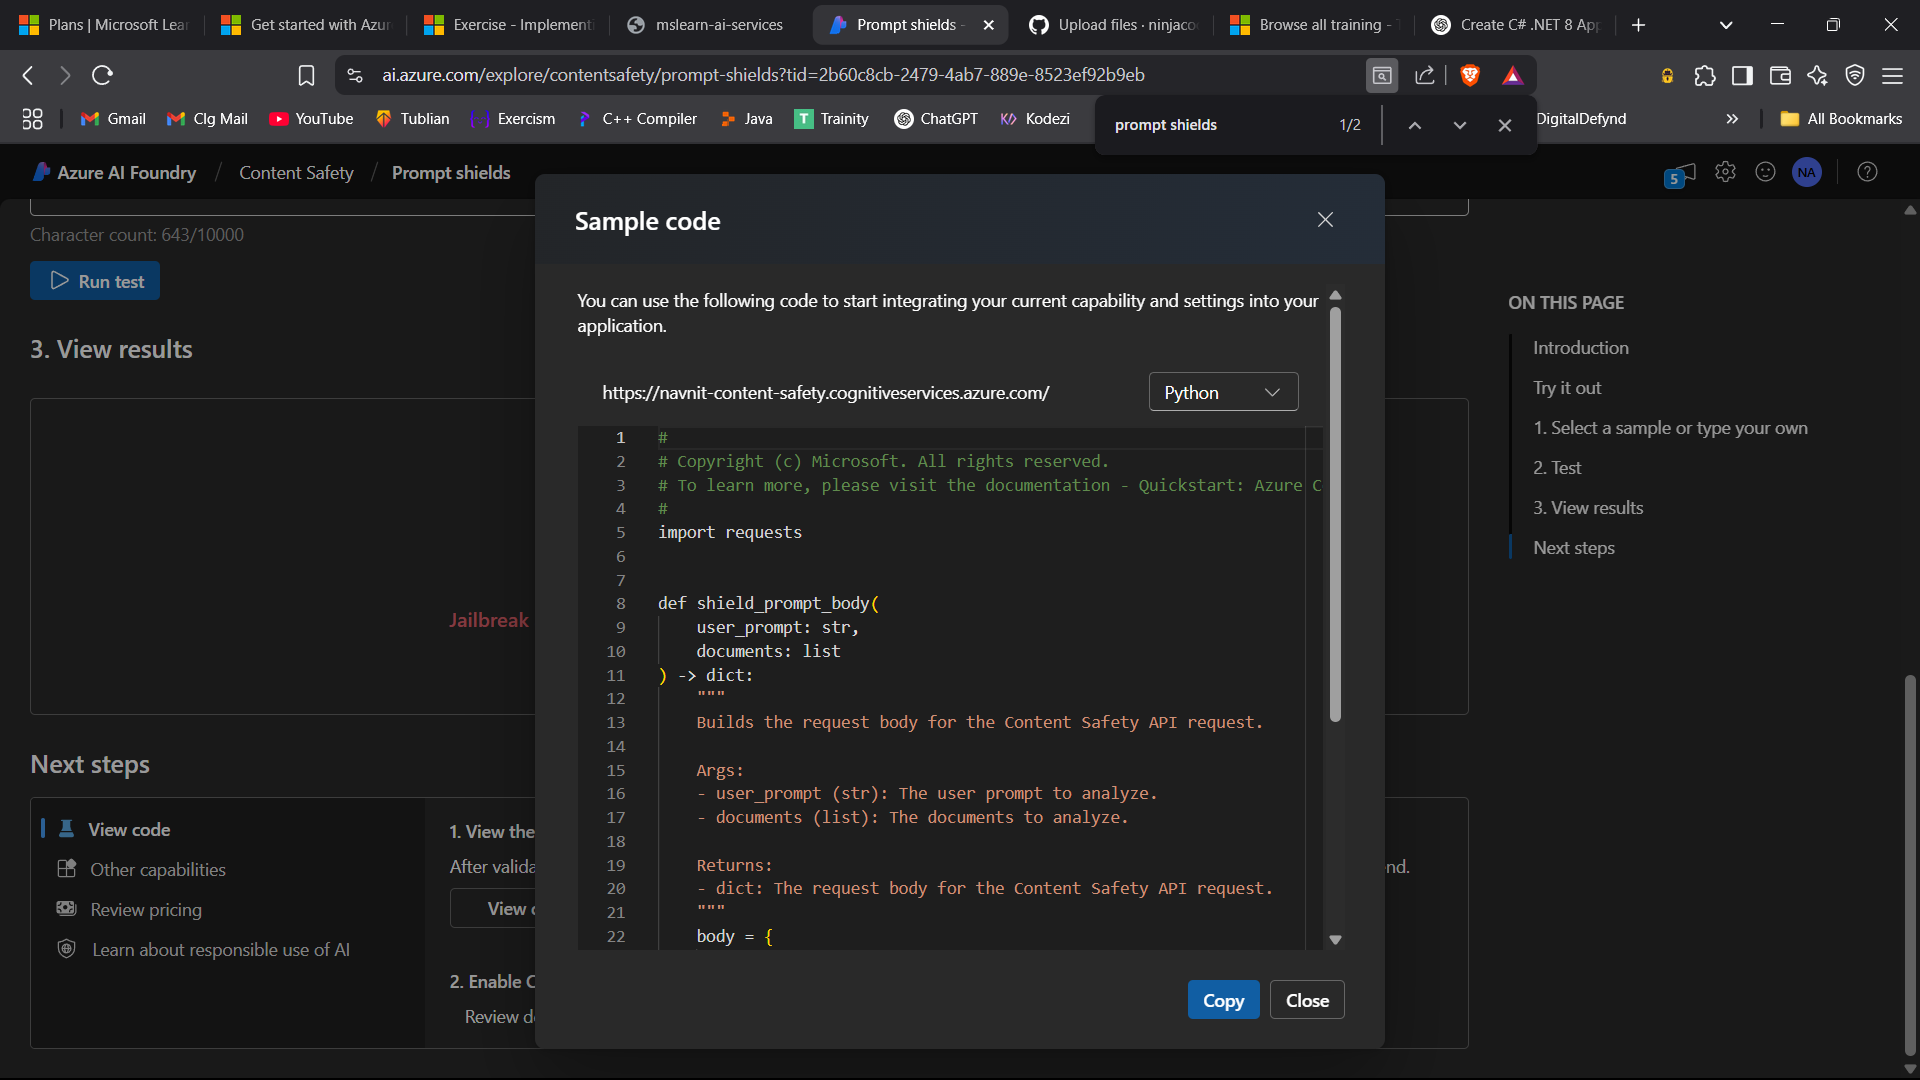 Plans | Microsoft Lear
Get started with Azur
Exercise - Implementi
mslearn-ai-services
Prompt shields -
Upload files · ninjaco
Browse all training - T
Create C# .NET 8 App
ai.azure.com/explore/contentsafety/prompt-shields?tid=2b60c8cb-2479-4ab7-889e-8523ef92b9eb
Gmail
Clg Mail
YouTube
Tublian
Exercism
C++ Compiler
Java
Trainity
ChatGPT
Kodezi
DigitalDefynd
All Bookmarks
prompt shields
1/2
Azure AI Foundry / Content Safety / Prompt shields
5
NA
Character count: 643/10000
Run test
3. View results
Jailbreak
Next steps
View code
Other capabilities
Review pricing
Learn about responsible use of AI
1. View the
After valida
nd.
View
2. Enable
Review d
Sample code
You can use the following code to start integrating your current capability and settings into your
application.
https://navnit-content-safety.cognitiveservices.azure.com/
Python
1 #
2 # Copyright (c) Microsoft. All rights reserved.
3 # To learn more, please visit the documentation - Quickstart: Azure C
4 #
5 import requests
6
7
8 def shield_prompt_body(
9 user_prompt: str,
10 documents: list
11 ) -> dict:
12 """
13 Builds the request body for the Content Safety API request.
14
15 Args:
16 - user_prompt (str): The user prompt to analyze.
17 - documents (list): The documents to analyze.
18
19 Returns:
20 - dict: The request body for the Content Safety API request.
21 """
22 body = {
Copy
Close
ON THIS PAGE
Introduction
Try it out
1. Select a sample or type your own
2. Test
3. View results
Next steps